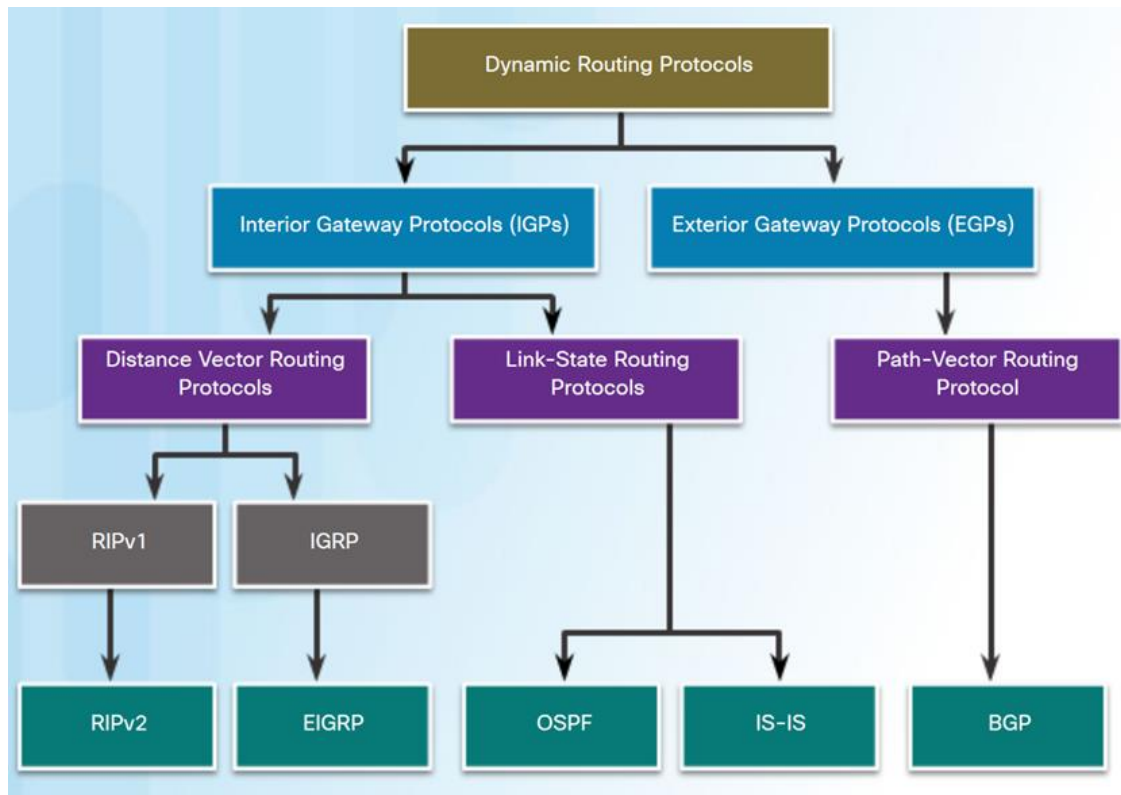 Dynamic Routing Protocols
Interior Gateway Protocols (IGPs)
Exterior Gateway Protocols (EGPs)
Distance Vector Routing
Protocols
Link-State Routing
Protocols
Path-Vector Routing
Protocol
RIPv1
IGRP
RIPv2
EIGRP
OSPF
IS-IS
BGP